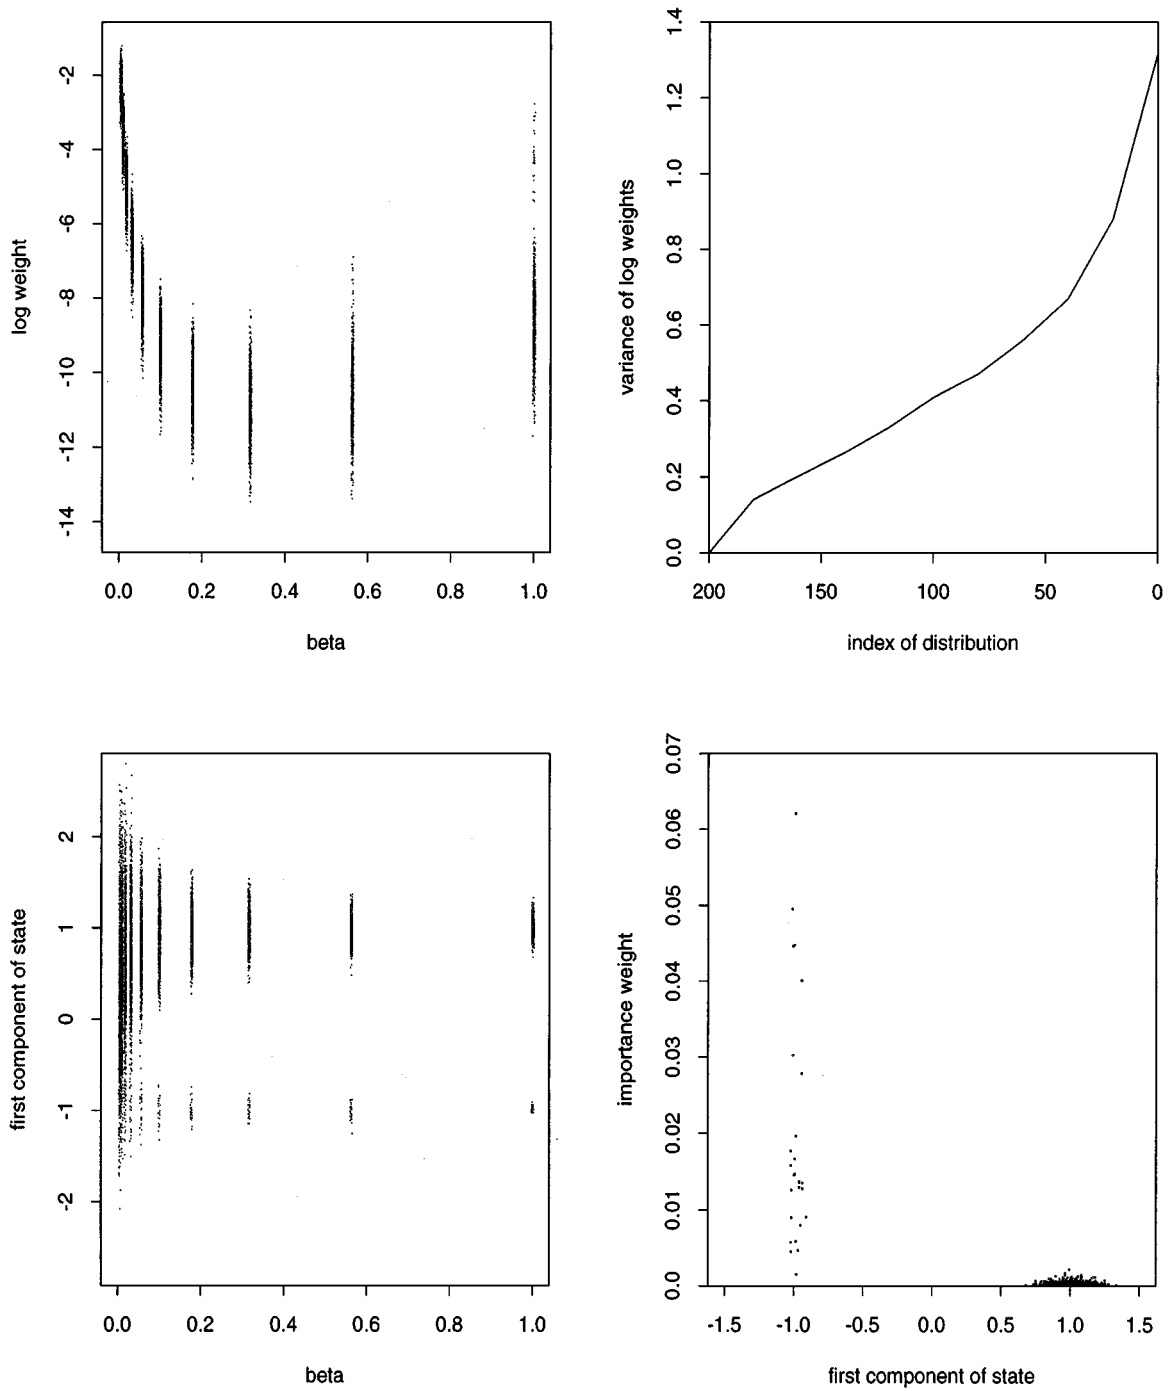 -2
-4
-6
-8
-10
-12
-14
log weight
0.0 0.2 0.4 0.6 0.8 1.0
beta
1.4
1.2
1.0
0.8
0.6
0.4
0.2
0.0
variance of log weights
200 150 100 50 0
index of distribution
2
1
0
-1
-2
first component of state
0.0 0.2 0.4 0.6 0.8 1.0
beta
0.07
0.06
0.05
0.04
0.03
0.02
0.01
0.0
importance weight
-1.5 -1.0 -0.5 0.0 0.5 1.0 1.5
first component of state